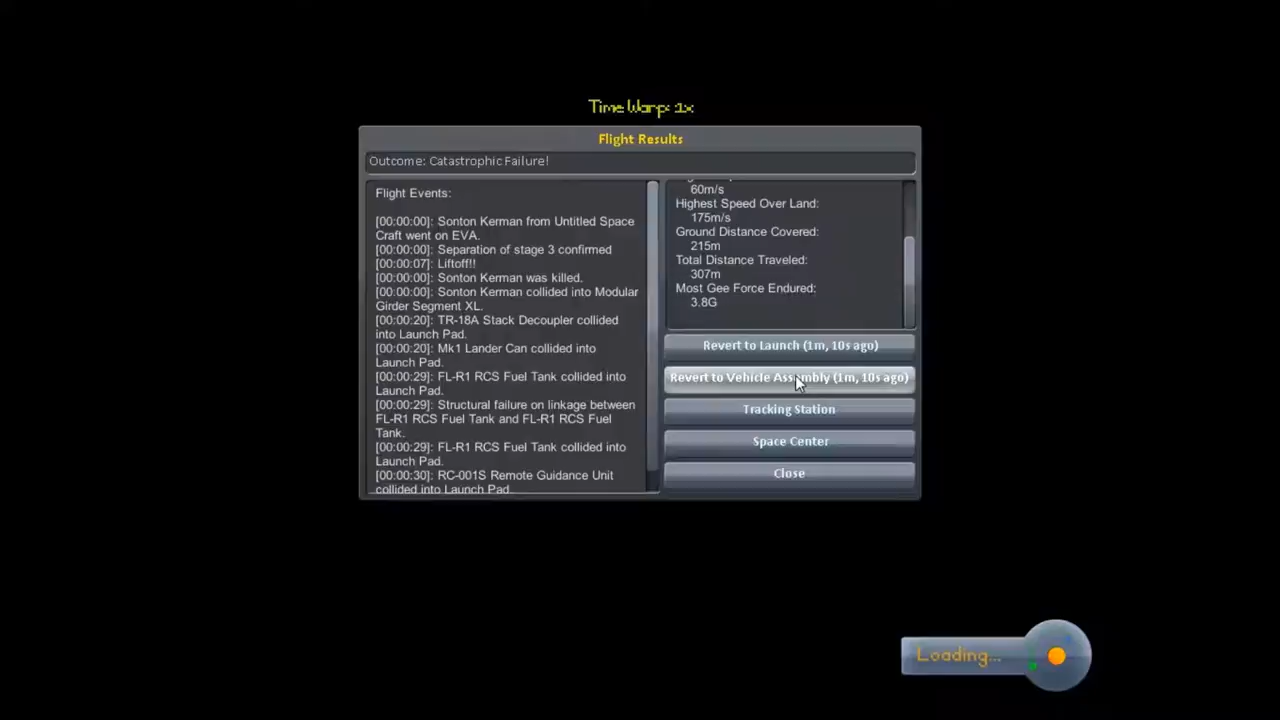 Time Warp: 1x
Flight Results
Outcome: Catastrophic Failure!
Flight Events:
[00:00:00]: Sonton Kerman from Untitled Space
Craft went on EVA.
[00:00:00]: Separation of stage 3 confirmed
[00:00:07]: Liftoff!!
[00:00:00]: Sonton Kerman was killed.
[00:00:00]: Sonton Kerman collided into Modular
Girder Segment XL.
[00:00:20]: TR-18A Stack Decoupler collided
into Launch Pad.
[00:00:20]: Mk1 Lander Can collided into
Launch Pad.
[00:00:29]: FL-R1 RCS Fuel Tank collided into
Launch Pad.
[00:00:29]: Structural failure on linkage between
FL-R1 RCS Fuel Tank and FL-R1 RCS Fuel
Tank.
[00:00:29]: FL-R1 RCS Fuel Tank collided into
Launch Pad.
[00:00:30]: RC-001S Remote Guidance Unit
collided into Launch Pad.
60m/s
Highest Speed Over Land:
175m/s
Ground Distance Covered:
215m
Total Distance Traveled:
307m
Most Gee Force Endured:
3.8G
Revert to Launch (1m, 10s ago)
Revert to Vehicle Assembly (1m, 10s ago)
Tracking Station
Space Center
Close
Loading...